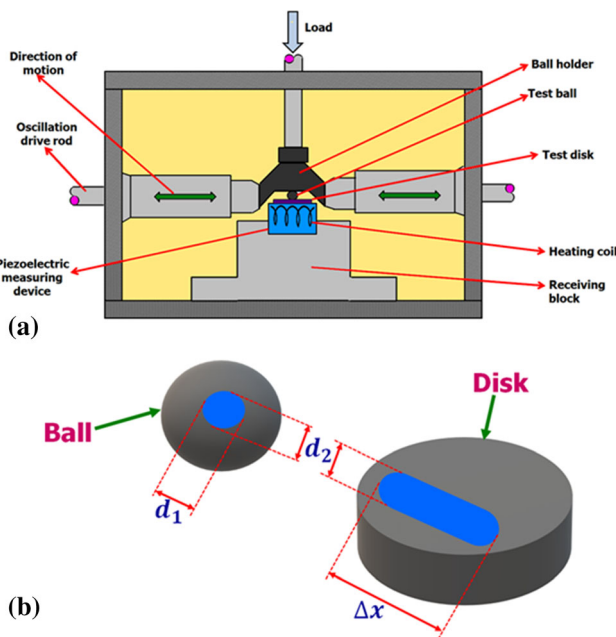 Load
Direction of
motion
Ball holder
Test ball
Oscillation
drive rod
Test disk
Piezoelectric
measuring
device
Heating coil
Receiving
block
(a)
Ball
Disk
d₁
d₂
Δx
(b)